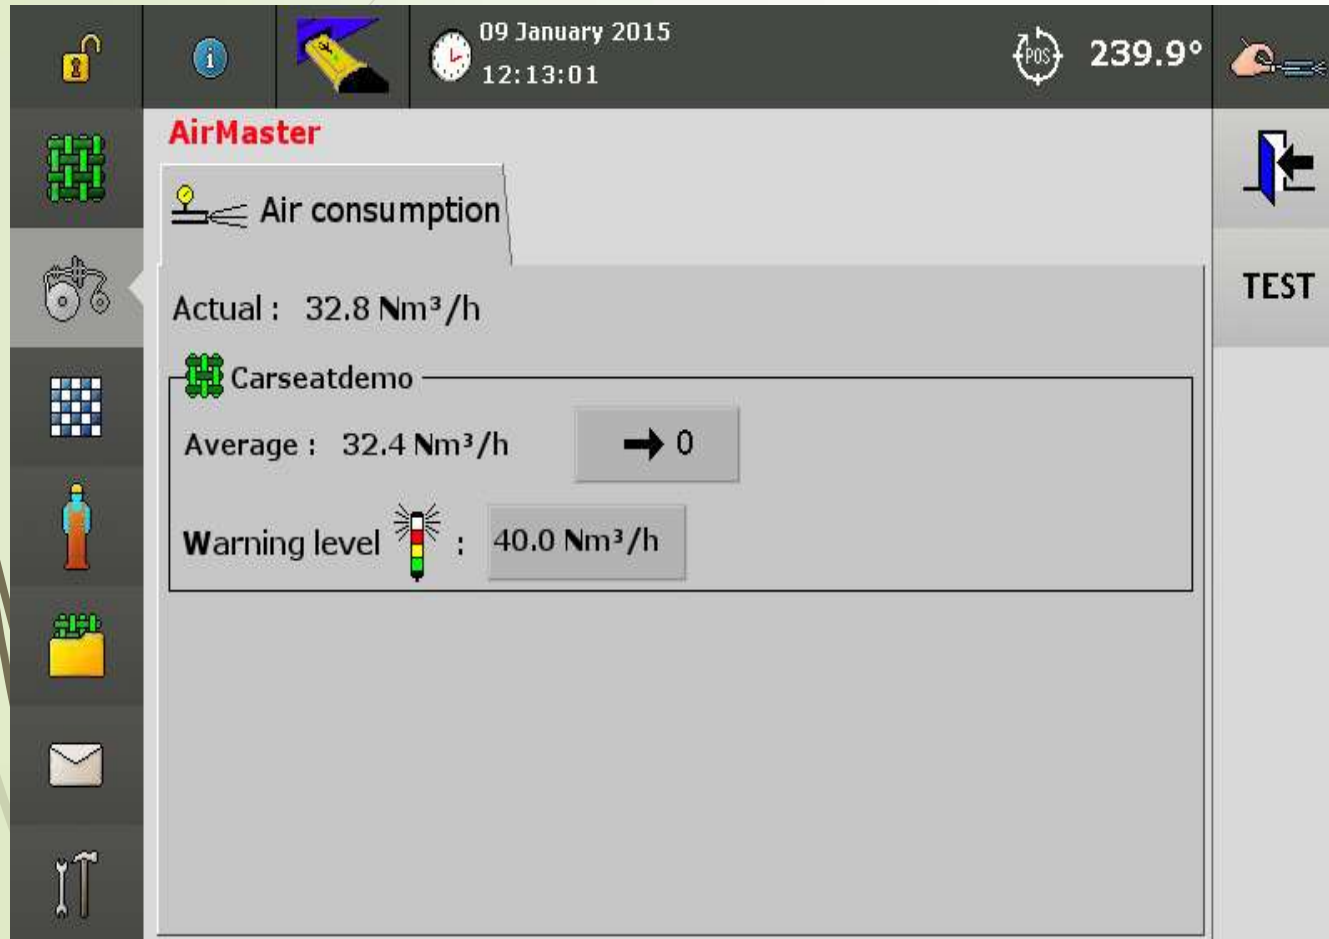 09 January 2015
12:13:01
POS 239.9°
AirMaster
Air consumption
TEST
Actual : 32.8 Nm³/h
Carseatdemo
Average : 32.4 Nm³/h → 0
Warning level : 40.0 Nm³/h